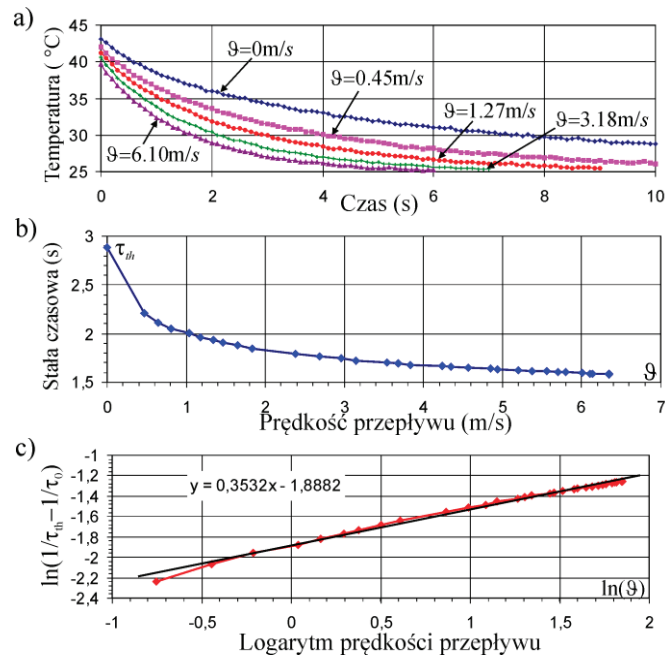 a)
Temperatura ( °C)
45
40
35
30
25
ϑ=0m/s
ϑ=0.45m/s
ϑ=1.27m/s
ϑ=3.18m/s
ϑ=6.10m/s
0 2 4 6 8 10
Czas (s)
b)
Stała czasowa (s)
3
2,5
2
1,5
τth
ϑ
0 1 2 3 4 5 6 7
Prędkość przepływu (m/s)
c)
ln(1/τth−1/τo)
-1
-1,2
-1,4
-1,6
-1,8
-2
-2,2
-2,4
y = 0,3532x - 1,8882
ln(ϑ)
-1 -0,5 0 0,5 1 1,5 2
Logarytm prędkości przepływu